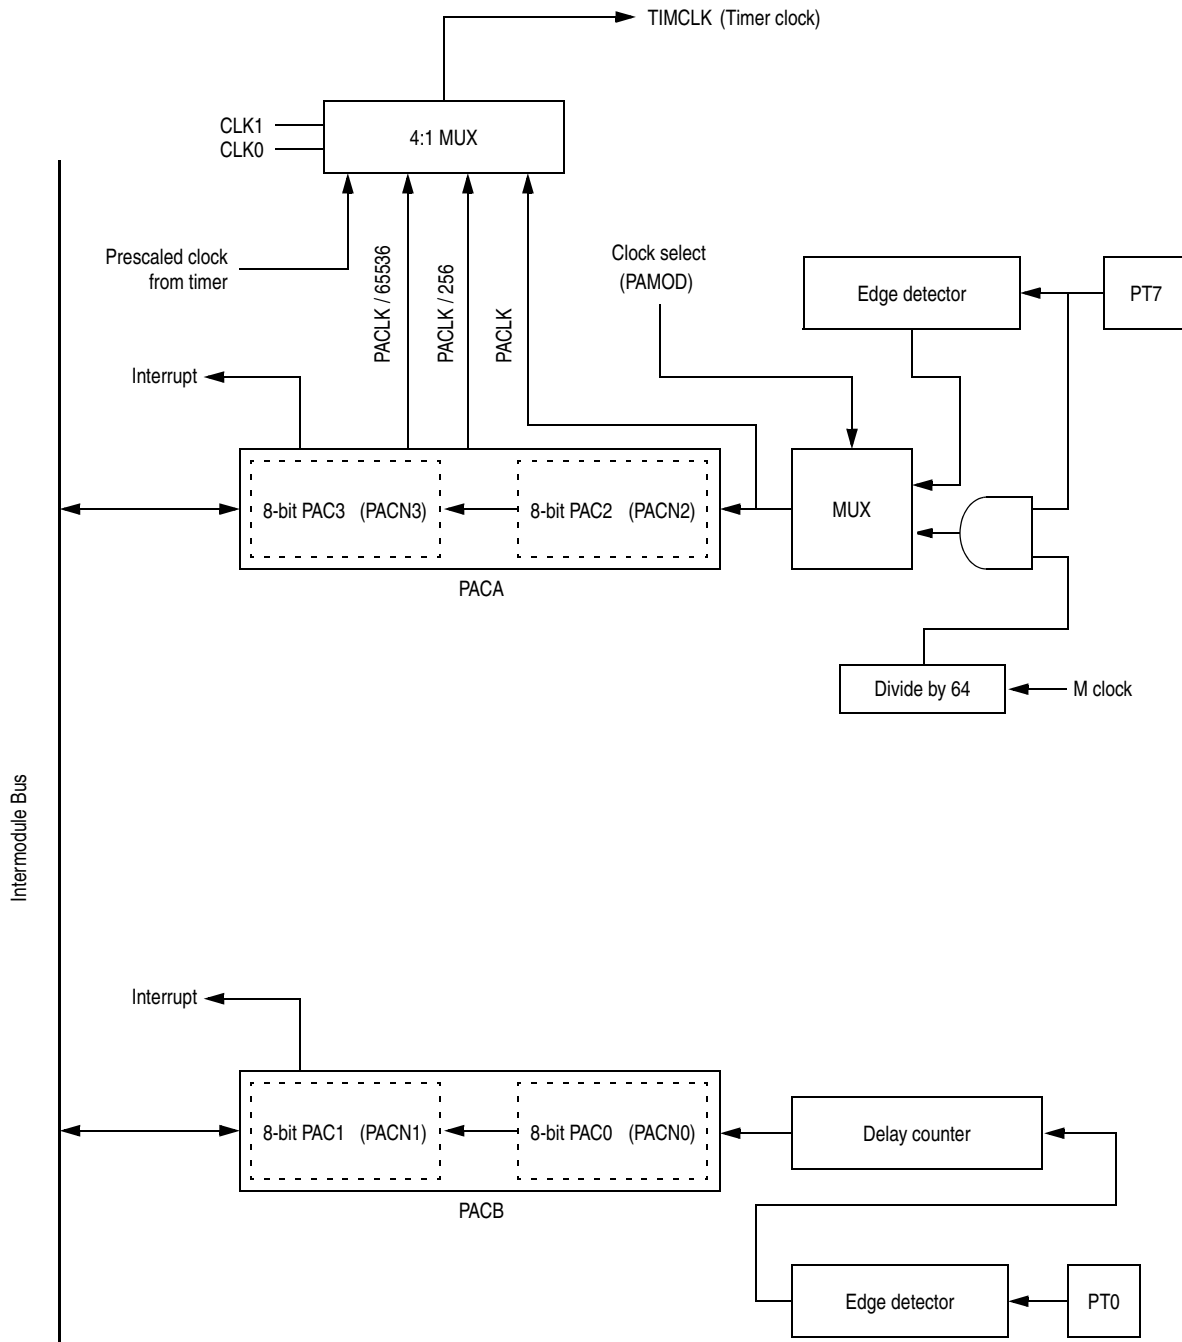 TIMCLK (Timer clock)
CLK1
CLK0
4:1 MUX
Prescaled clock
from timer
PACLK / 65536
PACLK / 256
PACLK
Clock select
(PAMOD)
Edge detector
PT7
Interrupt
8-bit PAC3 (PACN3)
8-bit PAC2 (PACN2)
MUX
PACA
Divide by 64
M clock
Intermodule Bus
Interrupt
8-bit PAC1 (PACN1)
8-bit PAC0 (PACN0)
Delay counter
PACB
Edge detector
PT0